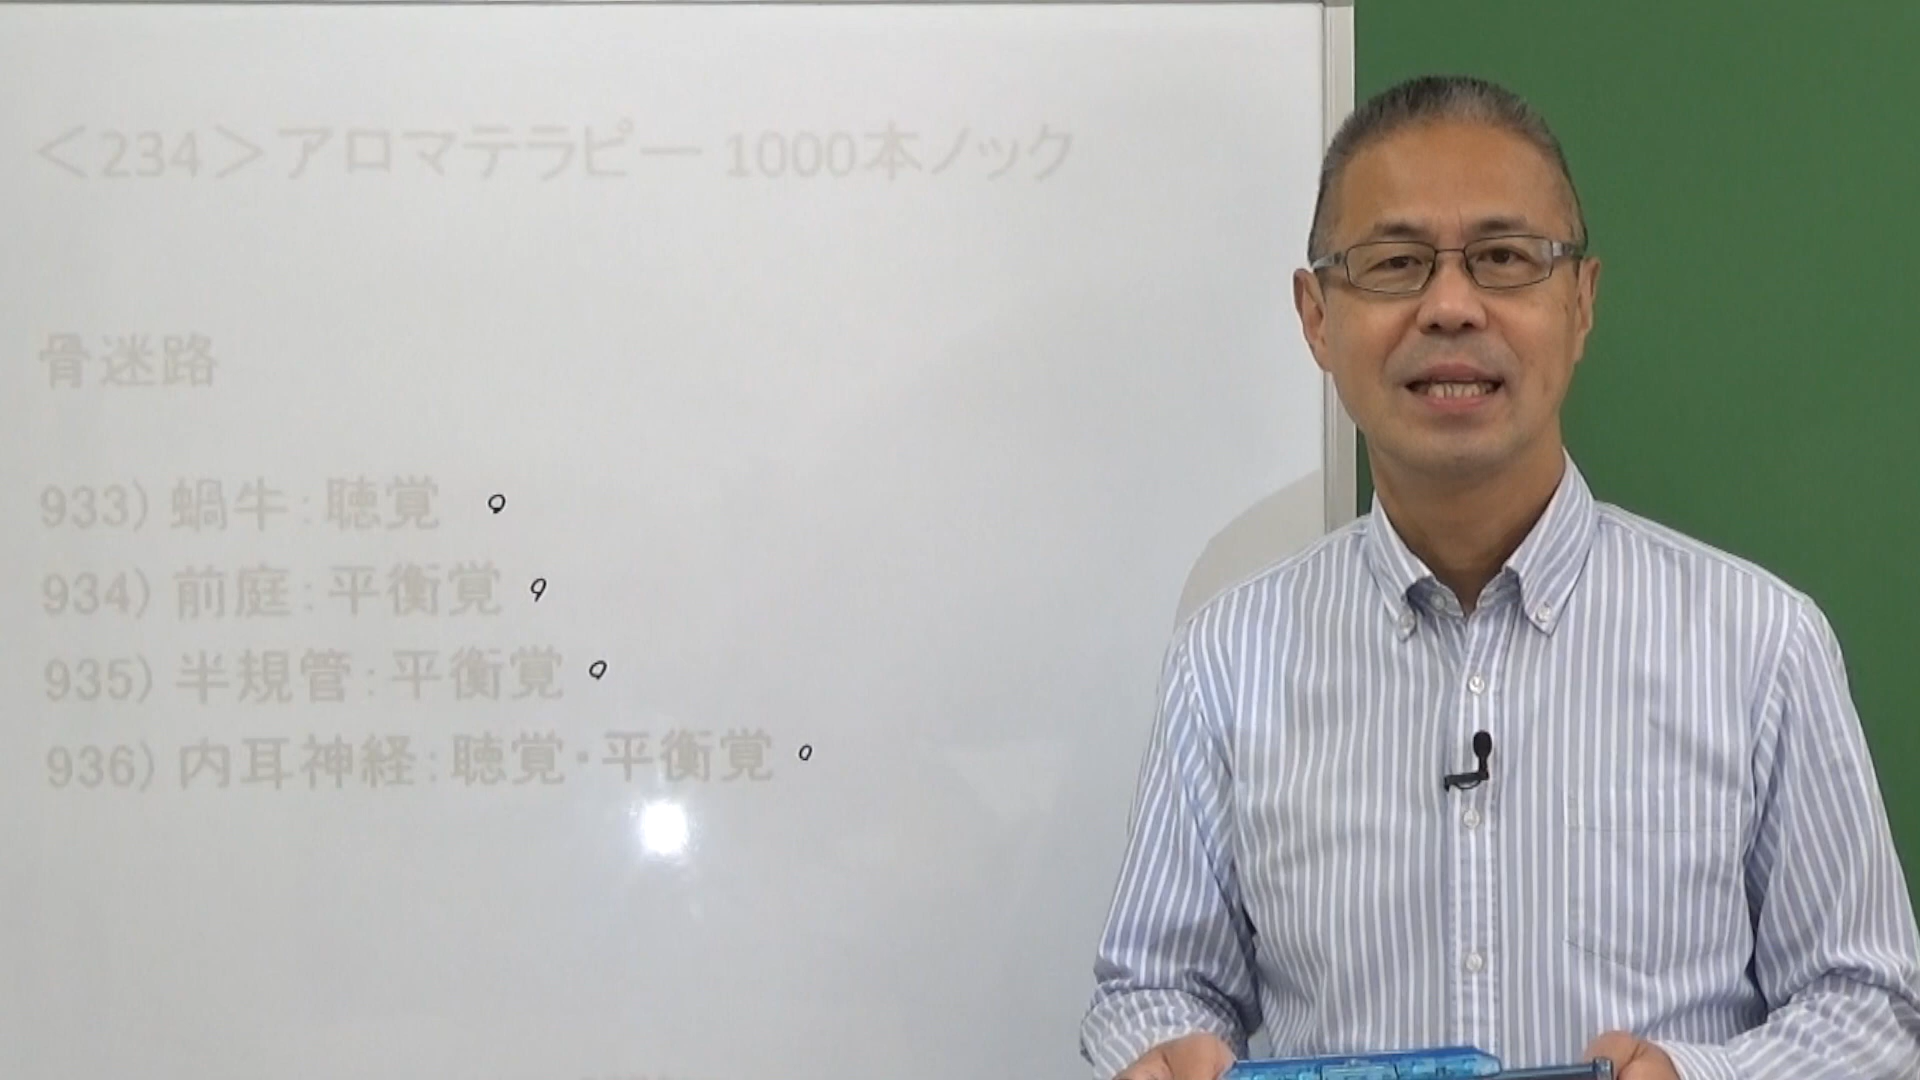 ＜234＞アロマテラピー 1000本ノック
骨迷路
933) 蝸牛：聴覚
934) 前庭：平衡覚
935) 半規管：平衡覚
936) 内耳神経：聴覚・平衡覚